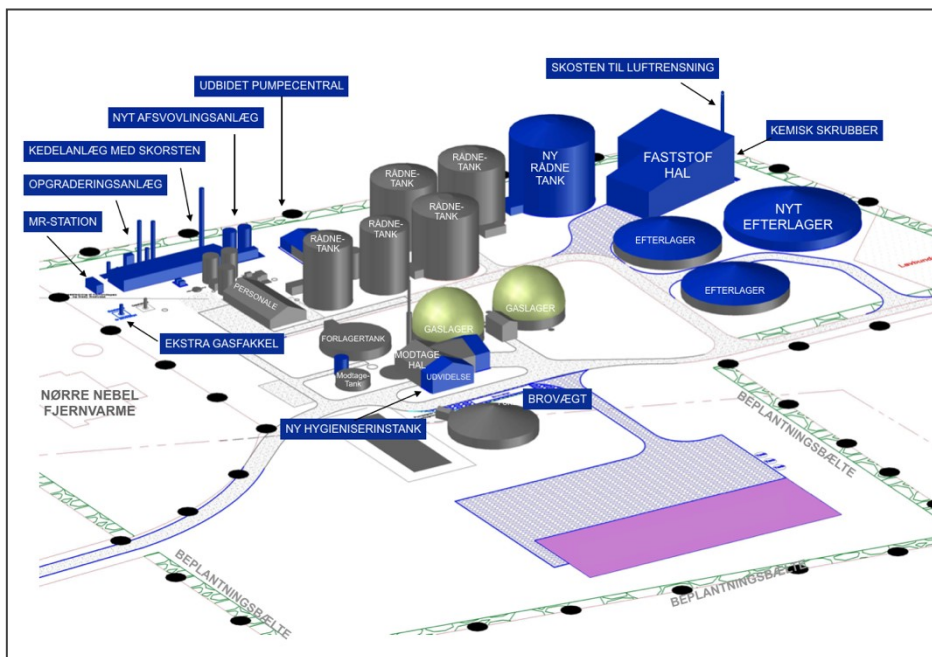 SKOSTEN TIL LUFTRENSNING
UDBIDET PUMPECENTRAL
NYT AFSVOVLINGSANLÆG
KEMISK SKRUBBER
KEDELANLÆG MED SKORSTEN
OPGRADERINGSANLÆG
MR-STATION
RÅDNE-
TANK
RÅDNE-
TANK
RÅDNE-
TANK
RÅDNE-
TANK
RÅDNE-
TANK
RÅDNE-
TANK
NY
RÅDNE
TANK
FASTSTOF
HAL
NYT
EFTERLAGER
EFTERLAGER
EFTERLAGER
PERSONALE
GASLAGER
GASLAGER
EKSTRA GASFAKKEL
FORLAGERTANK
MODTAGE
HAL
Modtage-
Tank
UDVIDELSE
NØRRE NEBEL
FJERNVARME
BROVÆGT
NY HYGIENISERINSTANK
BEPLANTNINGSBÆLTE
BEPLANTNINGSBÆLTE
BEPLANTNINGSBÆLTE